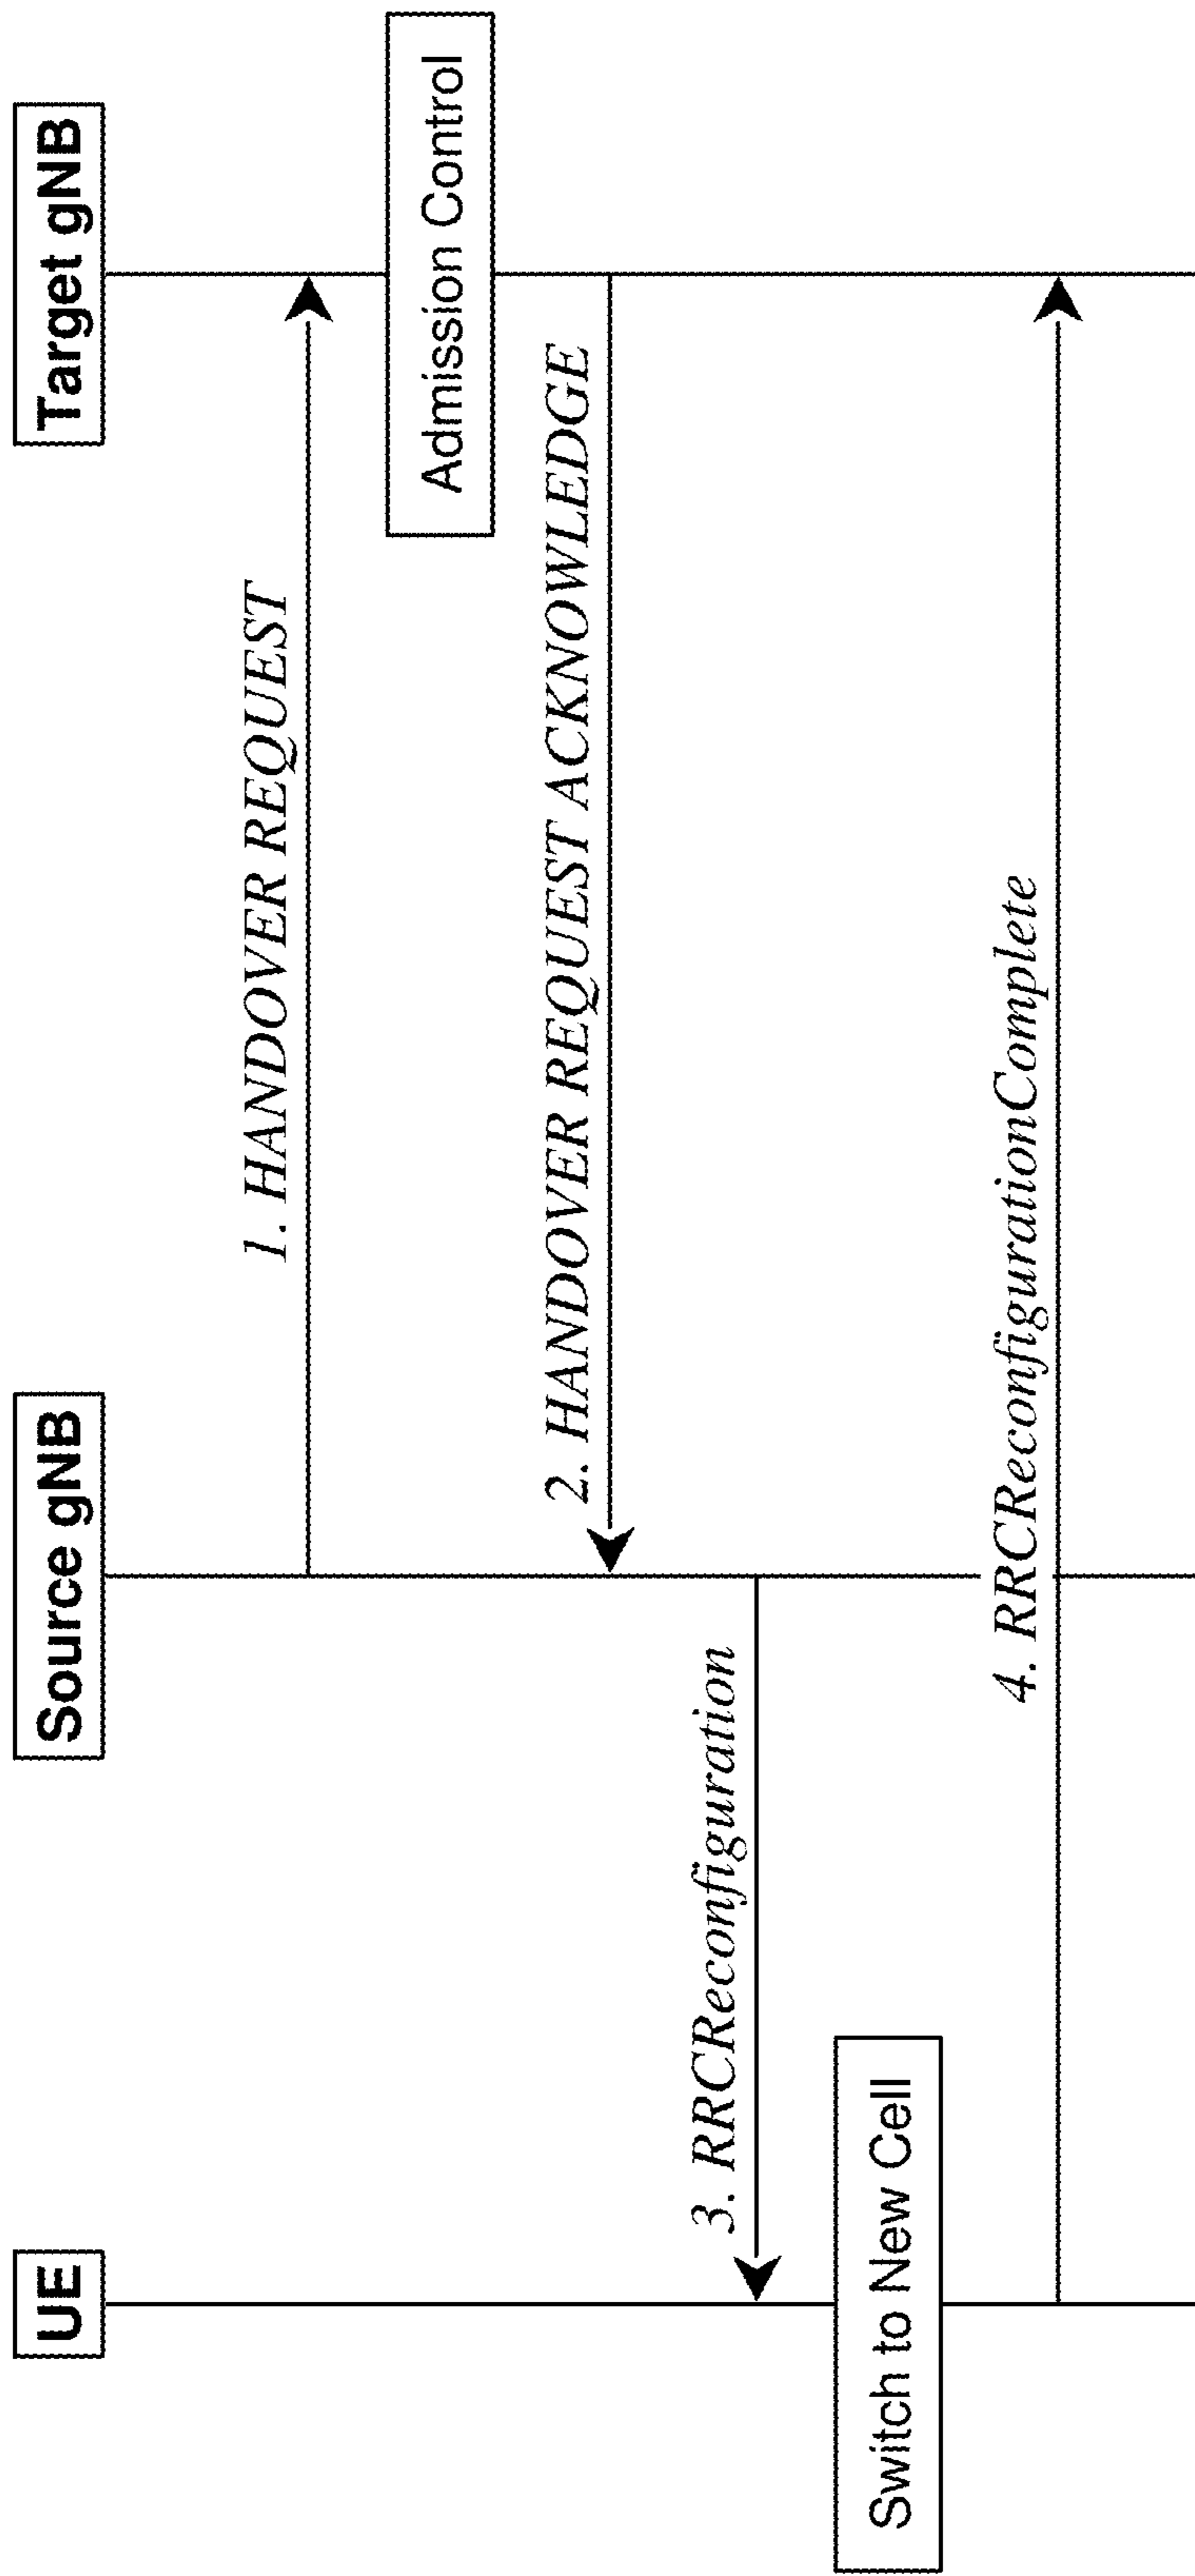 UE
Source gNB
Target gNB
1. HANDOVER REQUEST
Admission Control
2. HANDOVER REQUEST ACKNOWLEDGE
3. RRCReconfiguration
Switch to New Cell
4. RRCReconfigurationComplete